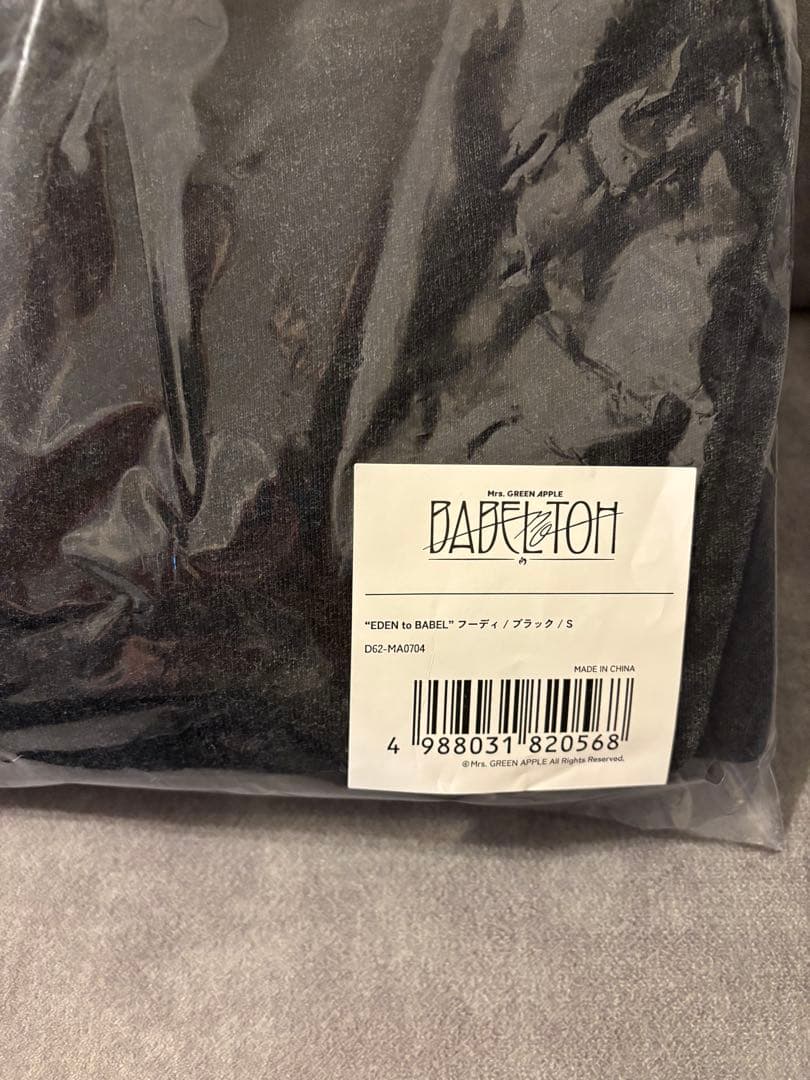 Mrs. GREEN APPLE
BABEL no TOH
“EDEN to BABEL” フーディ / ブラック / S
D62-MA0704
MADE IN CHINA
4 988031 820568
©Mrs. GREEN APPLE All Rights Reserved.